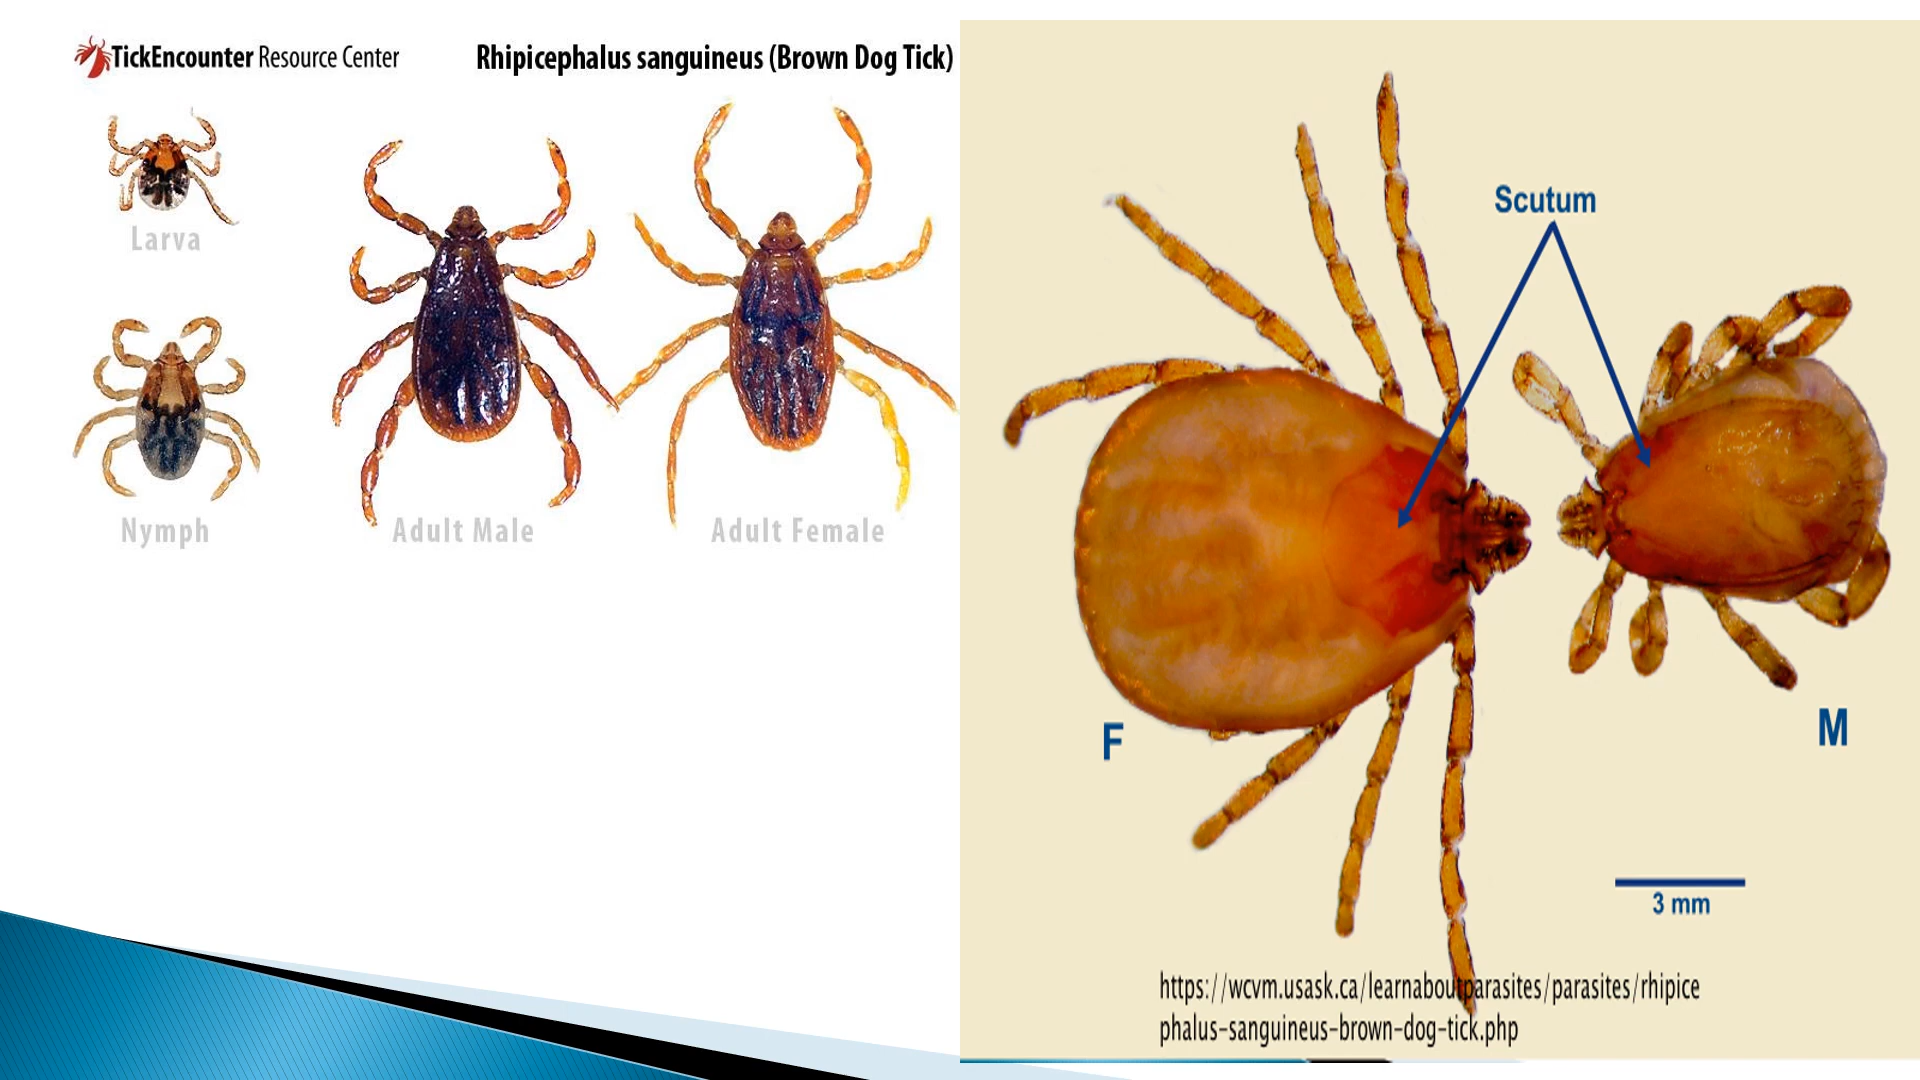 TickEncounter Resource Center
Rhipicephalus sanguineus (Brown Dog Tick)
Larva
Nymph
Adult Male
Adult Female
Scutum
F
M
3 mm
https://wcvm.usask.ca/learnaboutparasites/parasites/rhipice
phalus-sanguineus-brown-dog-tick.php